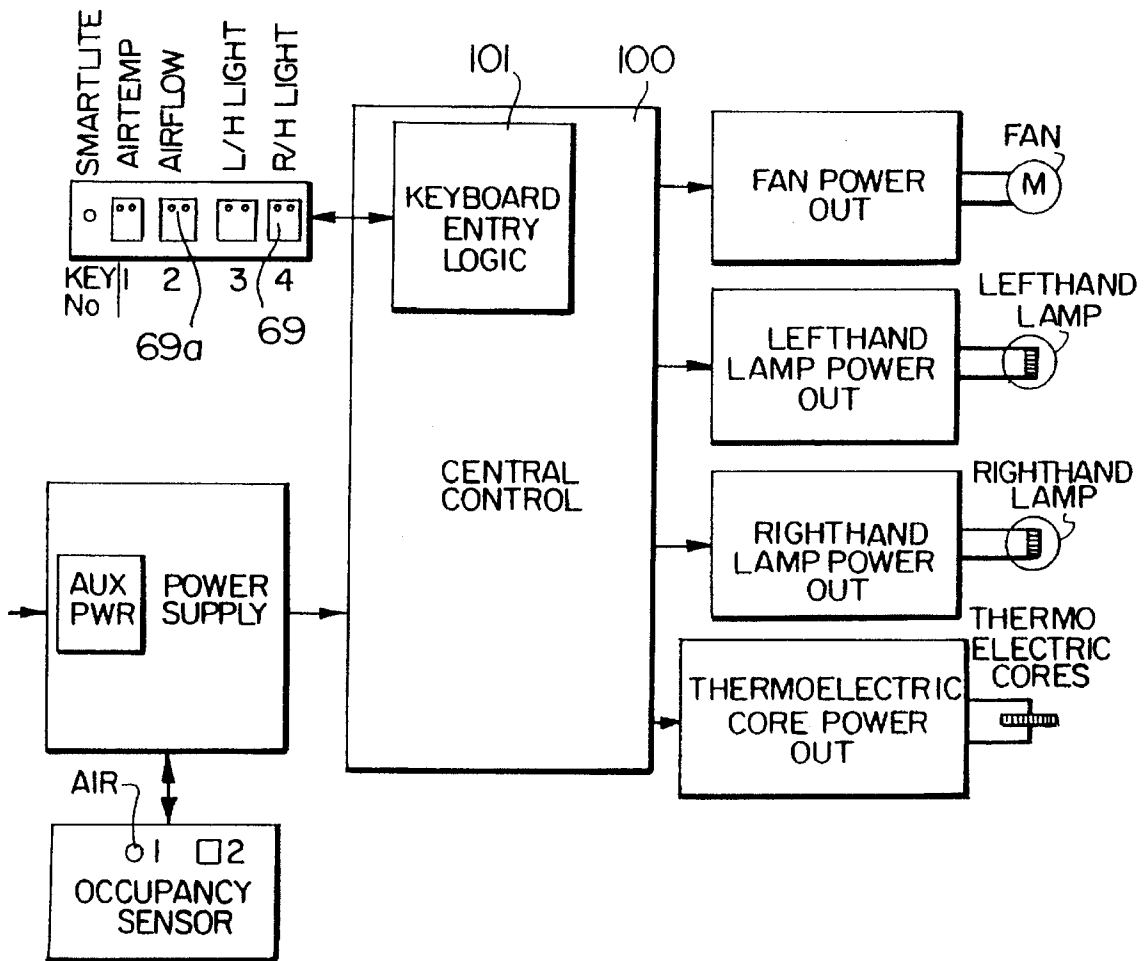 SMARTLITE
AIRTEMP
AIRFLOW
L/H LIGHT
R/H LIGHT
KEY
No
1
2
3
4
69a
69
101
100
KEYBOARD
ENTRY
LOGIC
CENTRAL
CONTROL
FAN POWER
OUT
FAN
M
LEFTHAND
LAMP POWER
OUT
LEFTHAND
LAMP
RIGHTHAND
LAMP POWER
OUT
RIGHTHAND
LAMP
THERMOELECTRIC
CORE POWER
OUT
THERMO
ELECTRIC
CORES
AUX
PWR
POWER
SUPPLY
AIR
1
2
OCCUPANCY
SENSOR